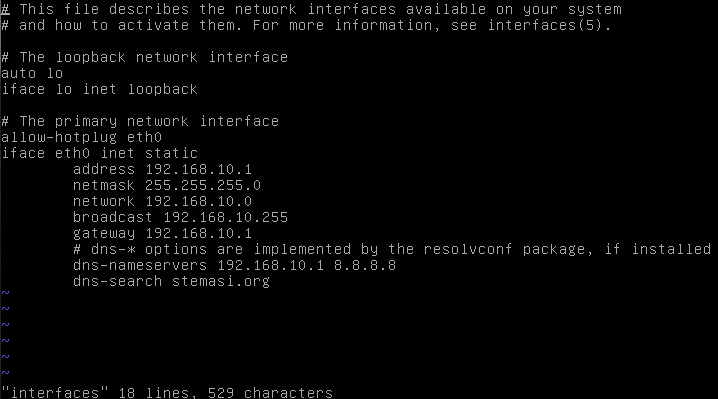 # This file describes the network interfaces available on your system
# and how to activate them. For more information, see interfaces(5).
# The loopback network interface
auto lo
iface lo inet loopback
# The primary network interface
allow-hotplug eth0
iface eth0 inet static
address 192.168.10.1
netmask 255.255.255.0
network 192.168.10.0
broadcast 192.168.10.255
gateway 192.168.10.1
# dns-* options are implemented by the resolvconf package, if installed
dns-nameservers 192.168.10.1 8.8.8.8
dns-search stemasi.org
~
~
~
~
~
~
"interfaces" 18 lines, 529 characters